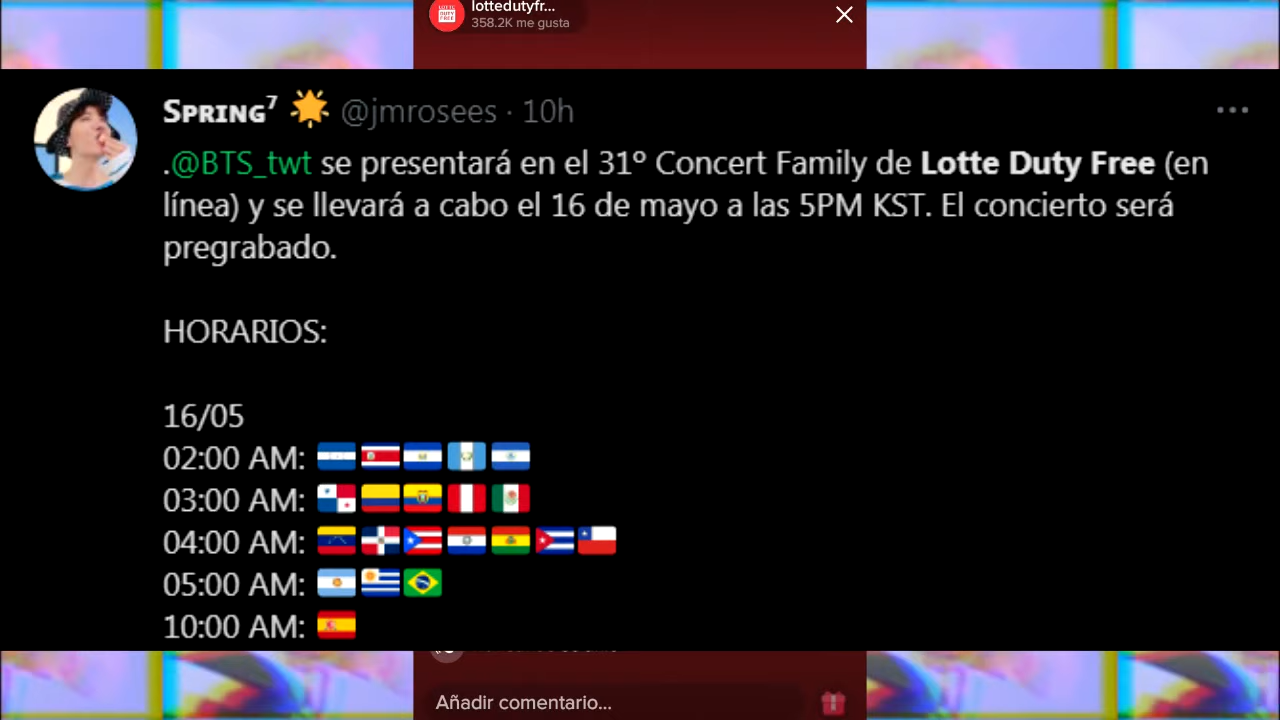 lottedutyfr...
358.2K me gusta
Spring⁷ 🌟 @jmrosees · 10h
.@BTS_twt se presentará en el 31º Concert Family de Lotte Duty Free (en
línea) y se llevará a cabo el 16 de mayo a las 5PM KST. El concierto será
pregrabado.
HORARIOS:
16/05
02:00 AM: 🇭🇳🇨🇷🇸🇻🇬🇹🇳🇮
03:00 AM: 🇵🇦🇨🇴🇪🇨🇵🇪🇲🇽
04:00 AM: 🇻🇪🇩🇴🇵🇷🇵🇾🇧🇴🇨🇺🇨🇱
05:00 AM: 🇦🇷🇺🇾🇧🇷
10:00 AM: 🇪🇸
Añadir comentario...